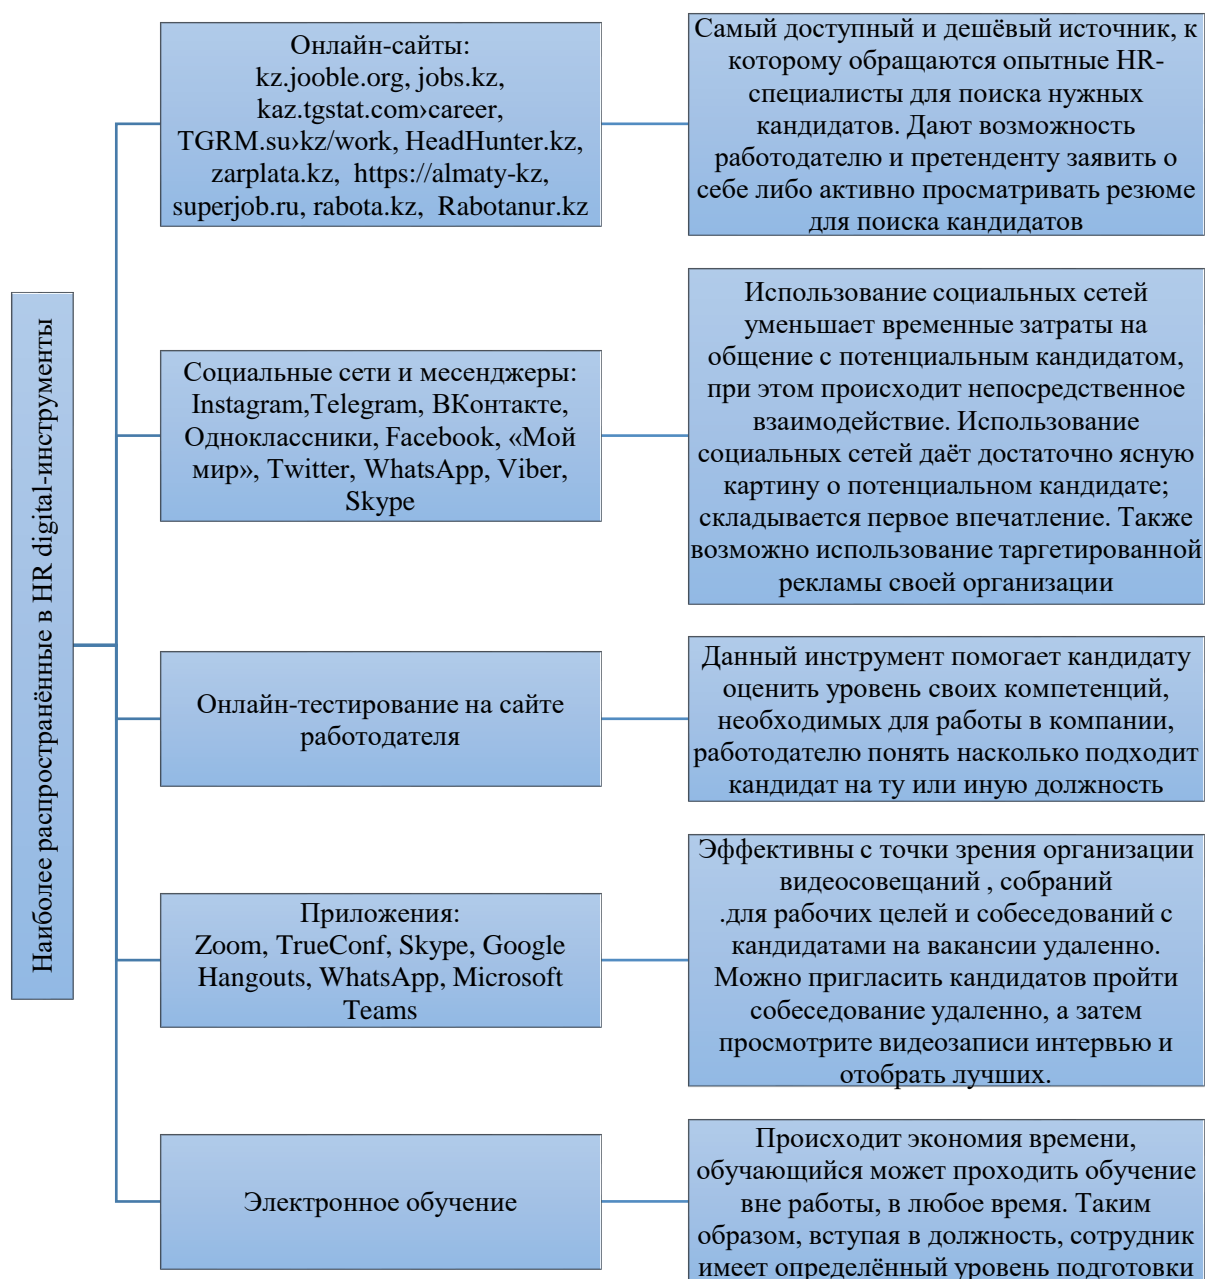 Наиболее распространённые в HR digital-инструменты
Онлайн-сайты:
kz.jooble.org, jobs.kz,
kaz.tgstat.com›career,
TGRM.su›kz/work, HeadHunter.kz,
zarplata.kz,  https://almaty-kz,
superjob.ru, rabota.kz,  Rabotanur.kz
Самый доступный и дешёвый источник, к
которому обращаются опытные HR-
специалисты для поиска нужных
кандидатов. Дают возможность
работодателю и претенденту заявить о
себе либо активно просматривать резюме
для поиска кандидатов
Социальные сети и месенджеры:
Instagram,Telegram, ВКонтакте,
Одноклассники, Facebook, «Мой
мир», Twitter, WhatsApp, Viber,
Skype
Использование социальных сетей
уменьшает временные затраты на
общение с потенциальным кандидатом,
при этом происходит непосредственное
взаимодействие. Использование
социальных сетей даёт достаточно ясную
картину о потенциальном кандидате;
складывается первое впечатление. Также
возможно использование таргетированной
рекламы своей организации
Онлайн-тестирование на сайте
работодателя
Данный инструмент помогает кандидату
оценить уровень своих компетенций,
необходимых для работы в компании,
работодателю понять насколько подходит
кандидат на ту или иную должность
Приложения:
Zoom, TrueConf, Skype, Google
Hangouts, WhatsApp, Microsoft
Teams
Эффективны с точки зрения организации
видеосовещаний , собраний
.для рабочих целей и собеседований с
кандидатами на вакансии удаленно.
Можно пригласить кандидатов пройти
собеседование удаленно, а затем
просмотрите видеозаписи интервью и
отобрать лучших.
Электронное обучение
Происходит экономия времени,
обучающийся может проходить обучение
вне работы, в любое время. Таким
образом, вступая в должность, сотрудник
имеет определённый уровень подготовки